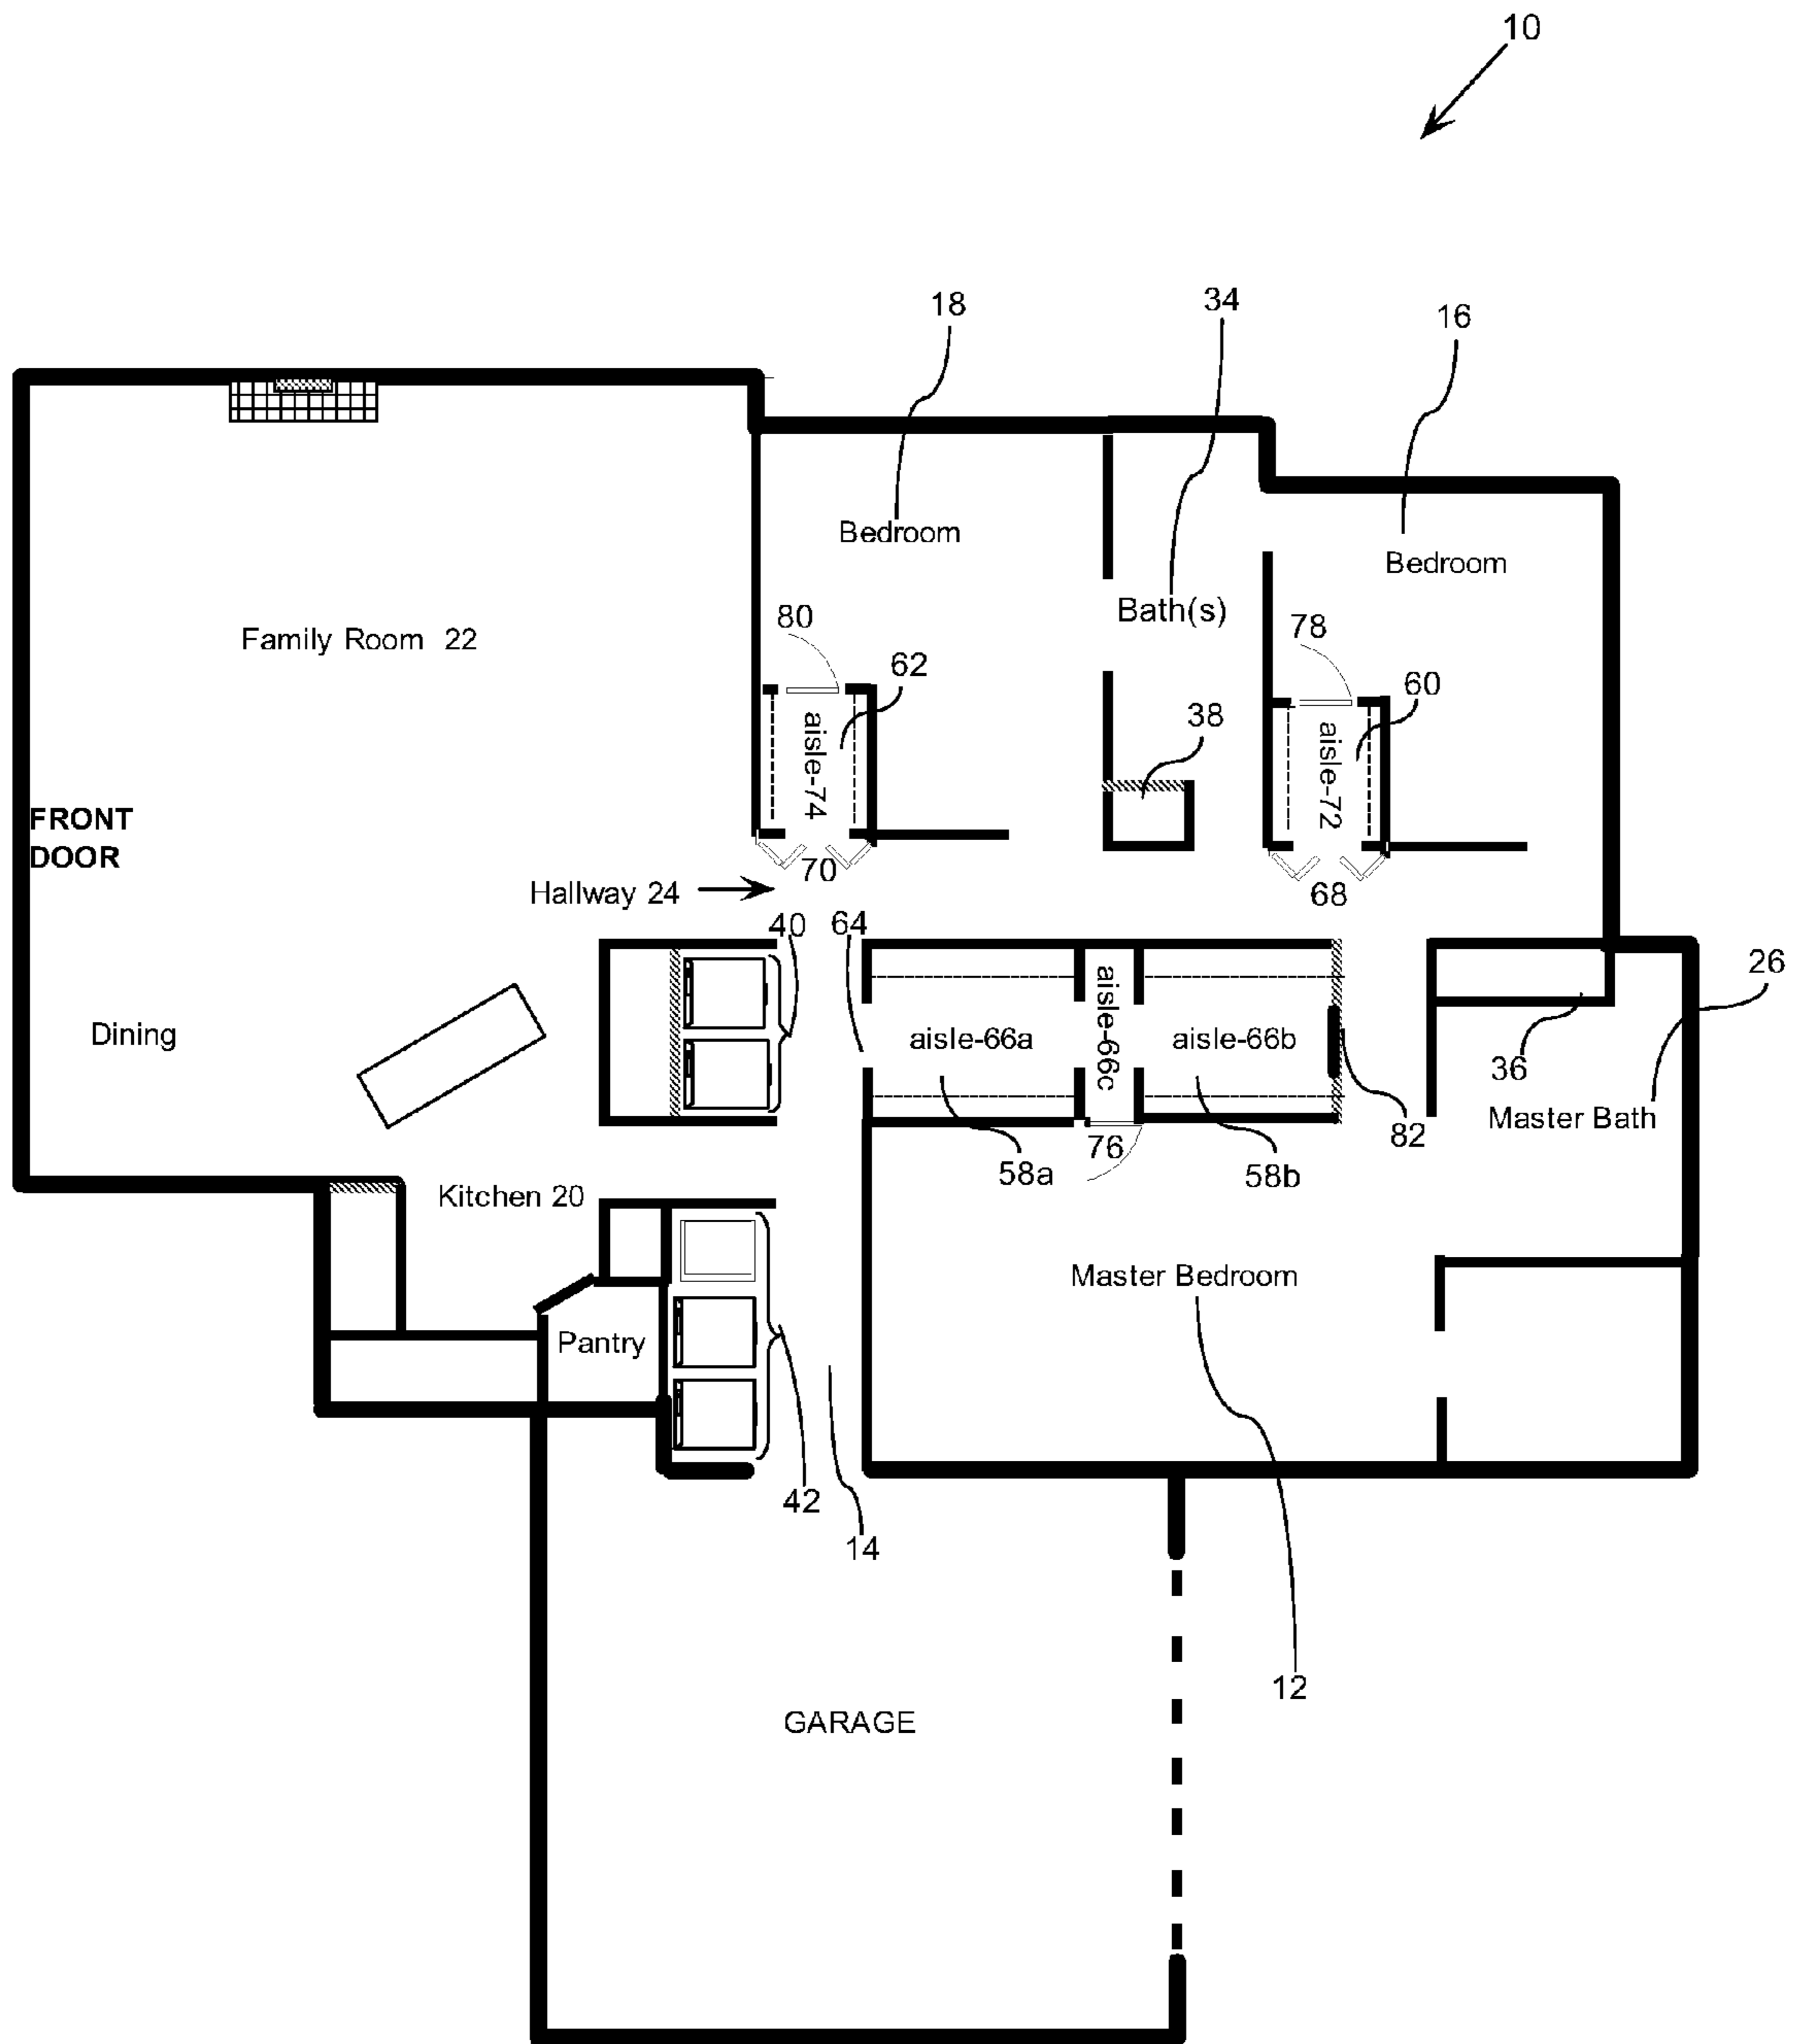 10
18
34
16
Bedroom
Bedroom
Bath(s)
80
78
Family Room 22
62
60
38
aisle-74
aisle-72
FRONT
DOOR
70
Hallway 24
68
40
64
26
aisle-66c
Dining
aisle-66a
aisle-66b
36
Master Bath
82
76
58a
58b
Kitchen 20
Master Bedroom
Pantry
42
14
12
GARAGE